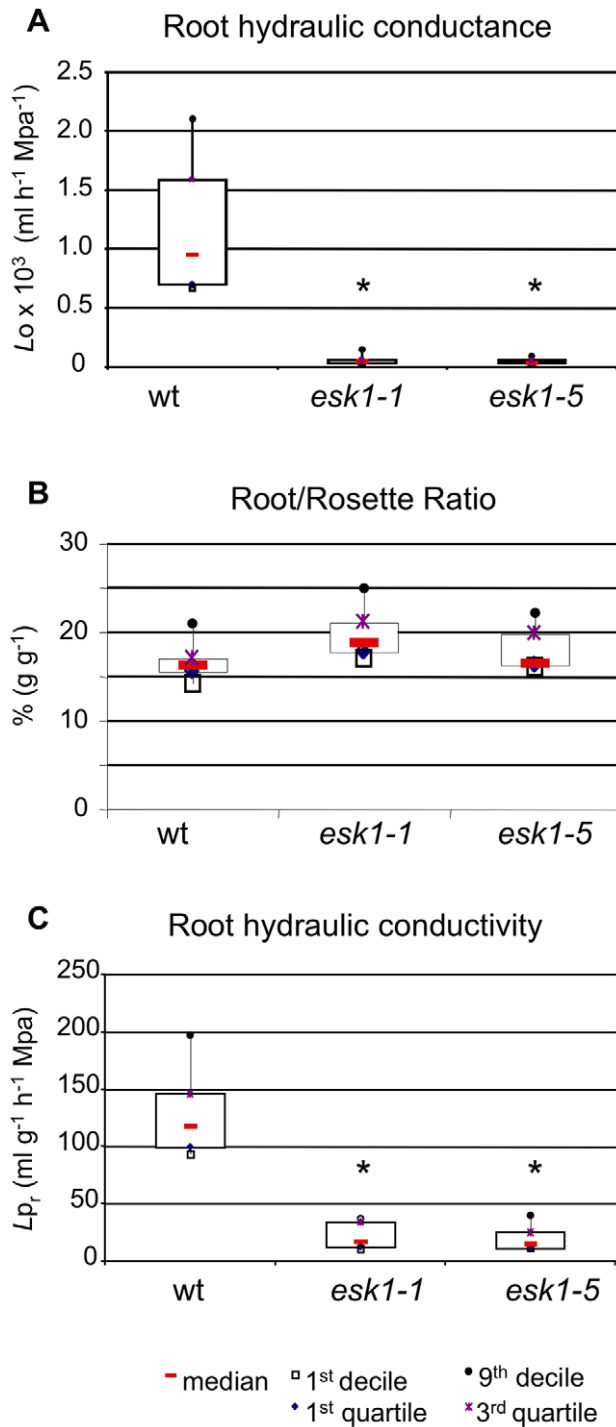 A Root hydraulic conductance
2.5
2.0
1.5
1.0
0.5
0
Lo x 10³ (ml h⁻¹ Mpa⁻¹)
* *
wt esk1-1 esk1-5
B Root/Rosette Ratio
30
20
10
0
% (g g⁻¹)
wt esk1-1 esk1-5
C Root hydraulic conductivity
250
200
150
100
50
0
Lpᵣ (ml g⁻¹ h⁻¹ Mpa)
* *
wt esk1-1 esk1-5
median 1ˢᵗ decile 9ᵗʰ decile
1ˢᵗ quartile 3ʳᵈ quartile